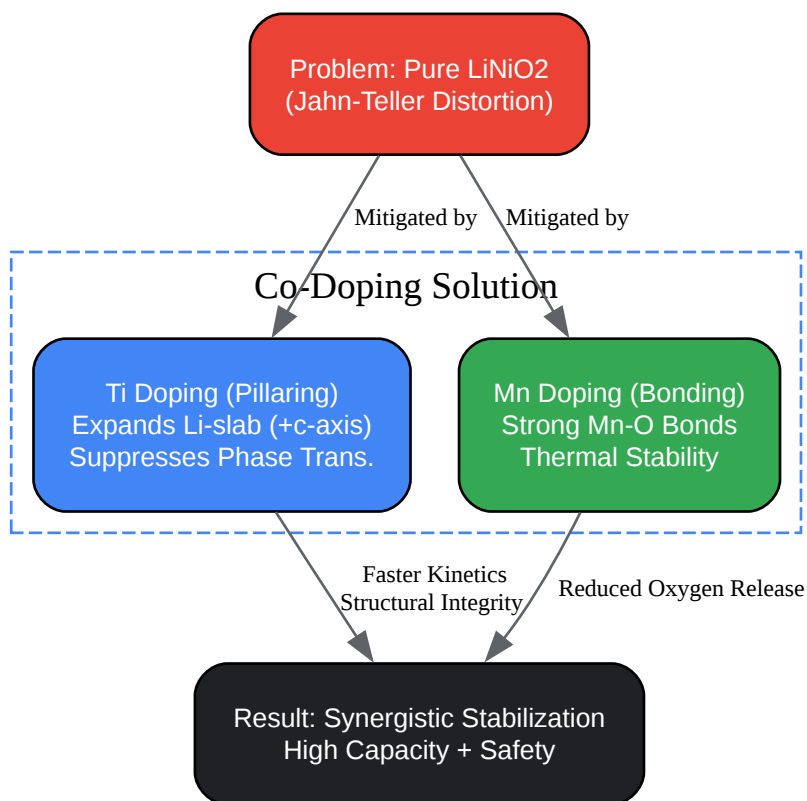 Problem: Pure LiNiO2
(Jahn-Teller Distortion)
Mitigated by
Mitigated by
Co-Doping Solution
Ti Doping (Pillaring)
Expands Li-slab (+c-axis)
Suppresses Phase Trans.
Mn Doping (Bonding)
Strong Mn-O Bonds
Thermal Stability
Faster Kinetics
Structural Integrity
Reduced Oxygen Release
Result: Synergistic Stabilization
High Capacity + Safety